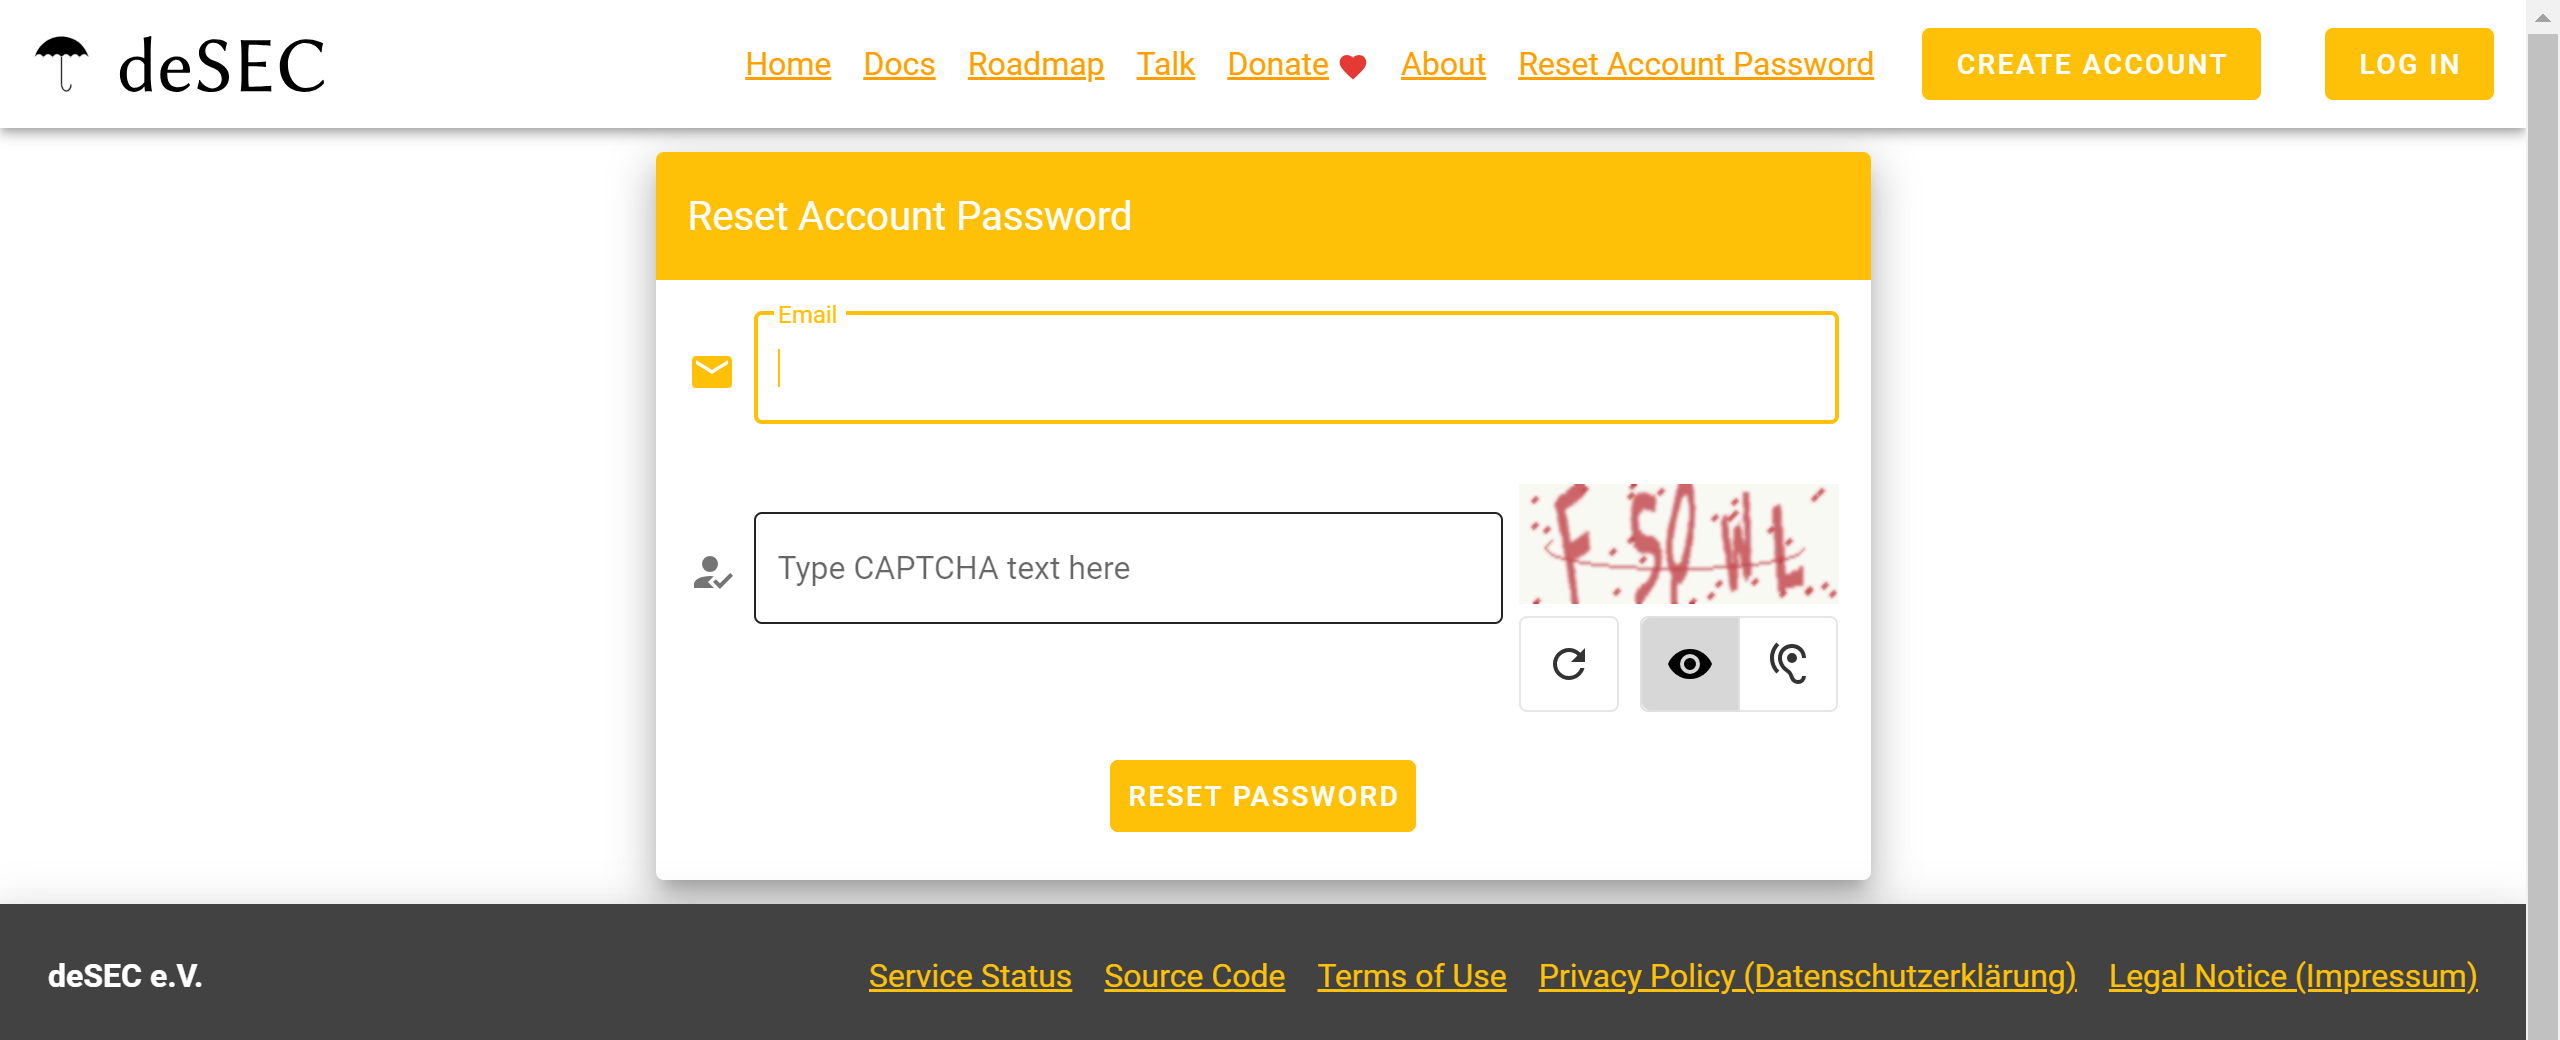 deSEC
Home Docs Roadmap Talk Donate About Reset Account Password CREATE ACCOUNT LOG IN
Reset Account Password
Email
Type CAPTCHA text here
RESET PASSWORD
deSEC e.V.
Service Status Source Code Terms of Use Privacy Policy (Datenschutzerklärung) Legal Notice (Impressum)